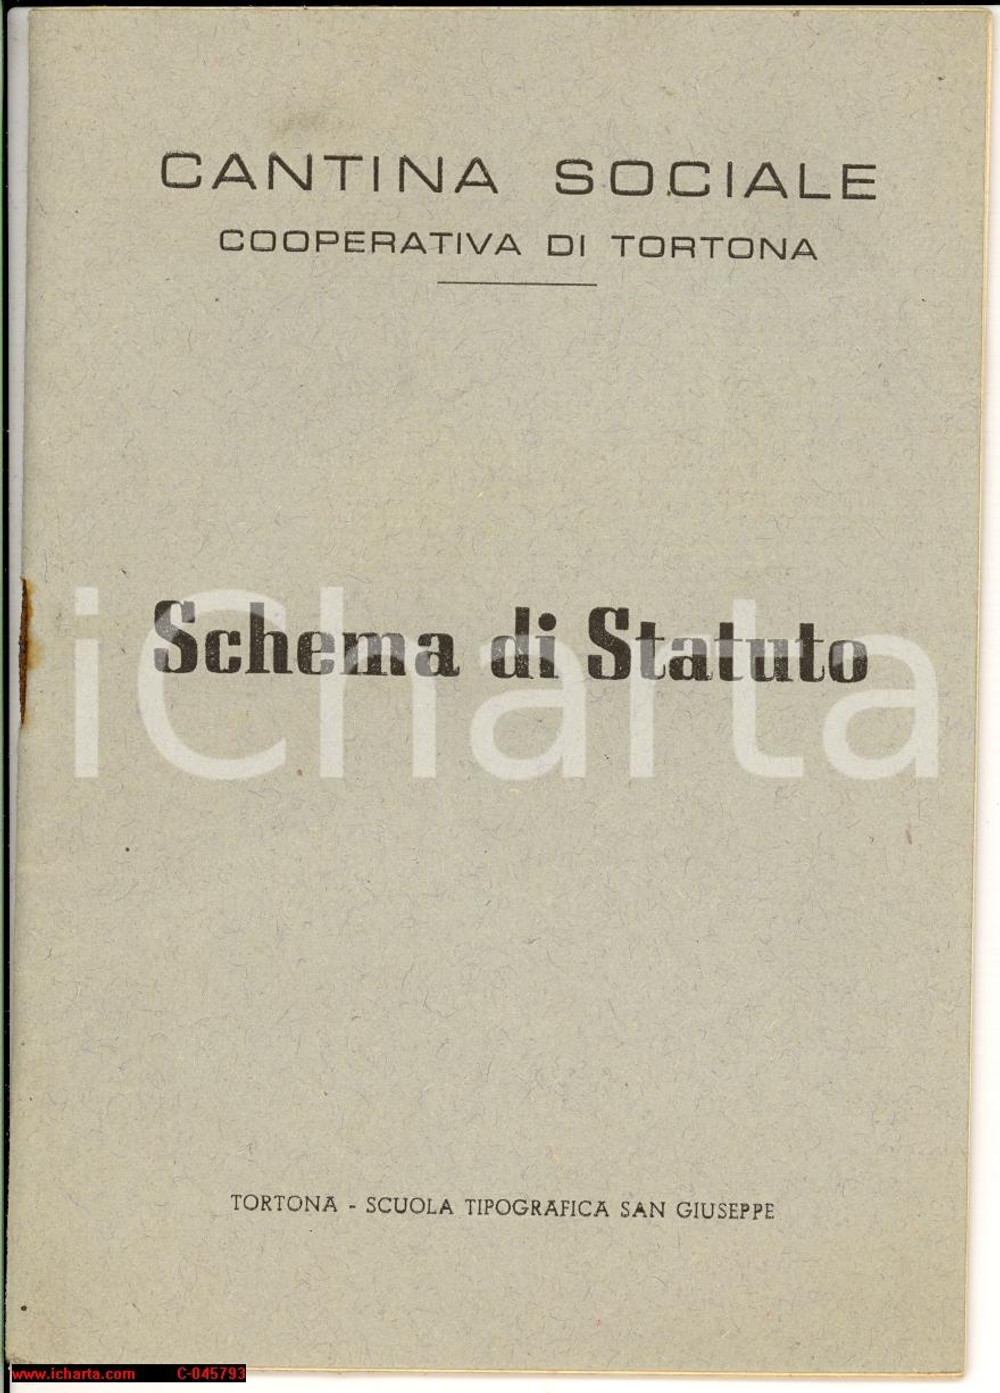 CANTINA SOCIALE
COOPERATIVA DI TORTONA
Schema di Statuto
iCharta
TORTONA - SCUOLA TIPOGRAFICA SAN GIUSEPPE
www.icharta.com C-045793